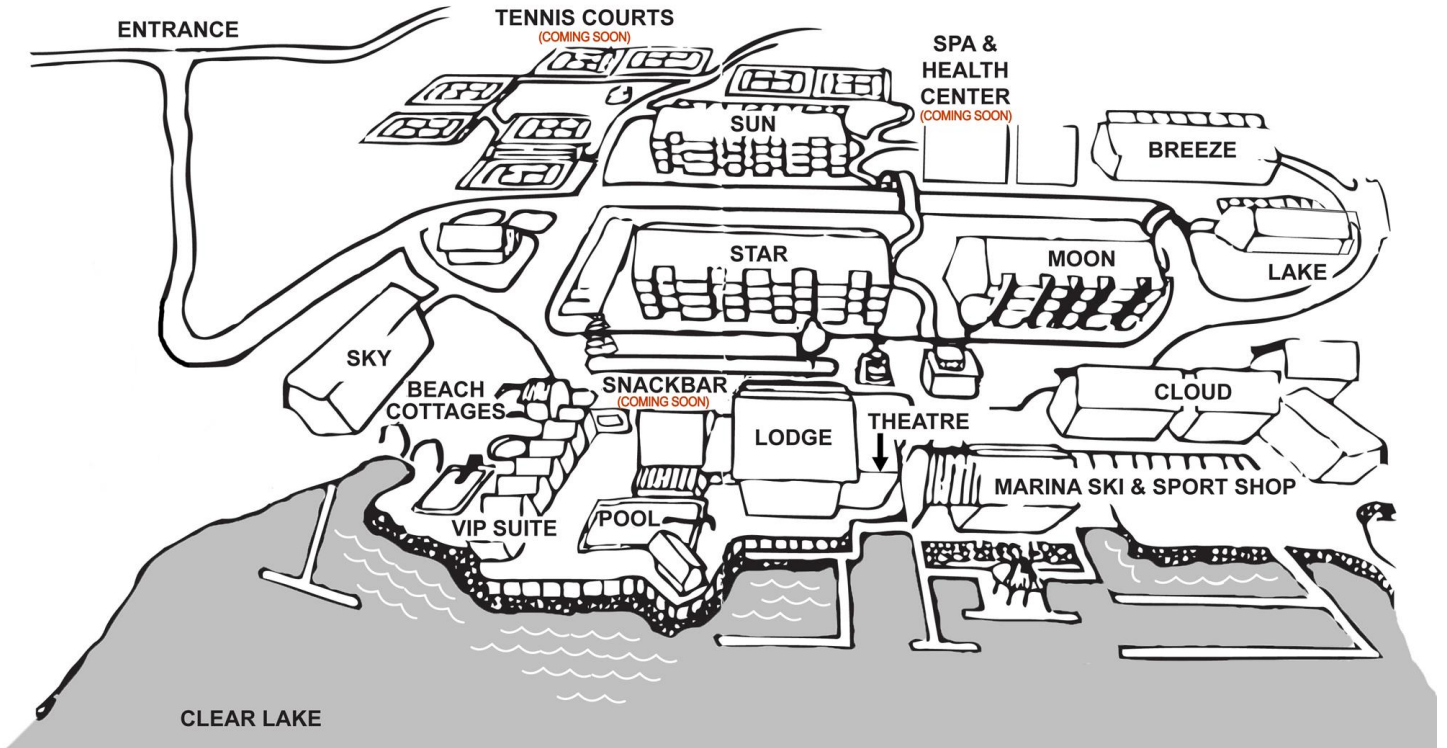 ENTRANCE
TENNIS COURTS
(COMING SOON)
SPA &
HEALTH
CENTER
(COMING SOON)
SUN
BREEZE
STAR
MOON
LAKE
SKY
BEACH
COTTAGES
SNACKBAR
(COMING SOON)
LODGE
THEATRE
CLOUD
MARINA SKI & SPORT SHOP
VIP SUITE
POOL
CLEAR LAKE